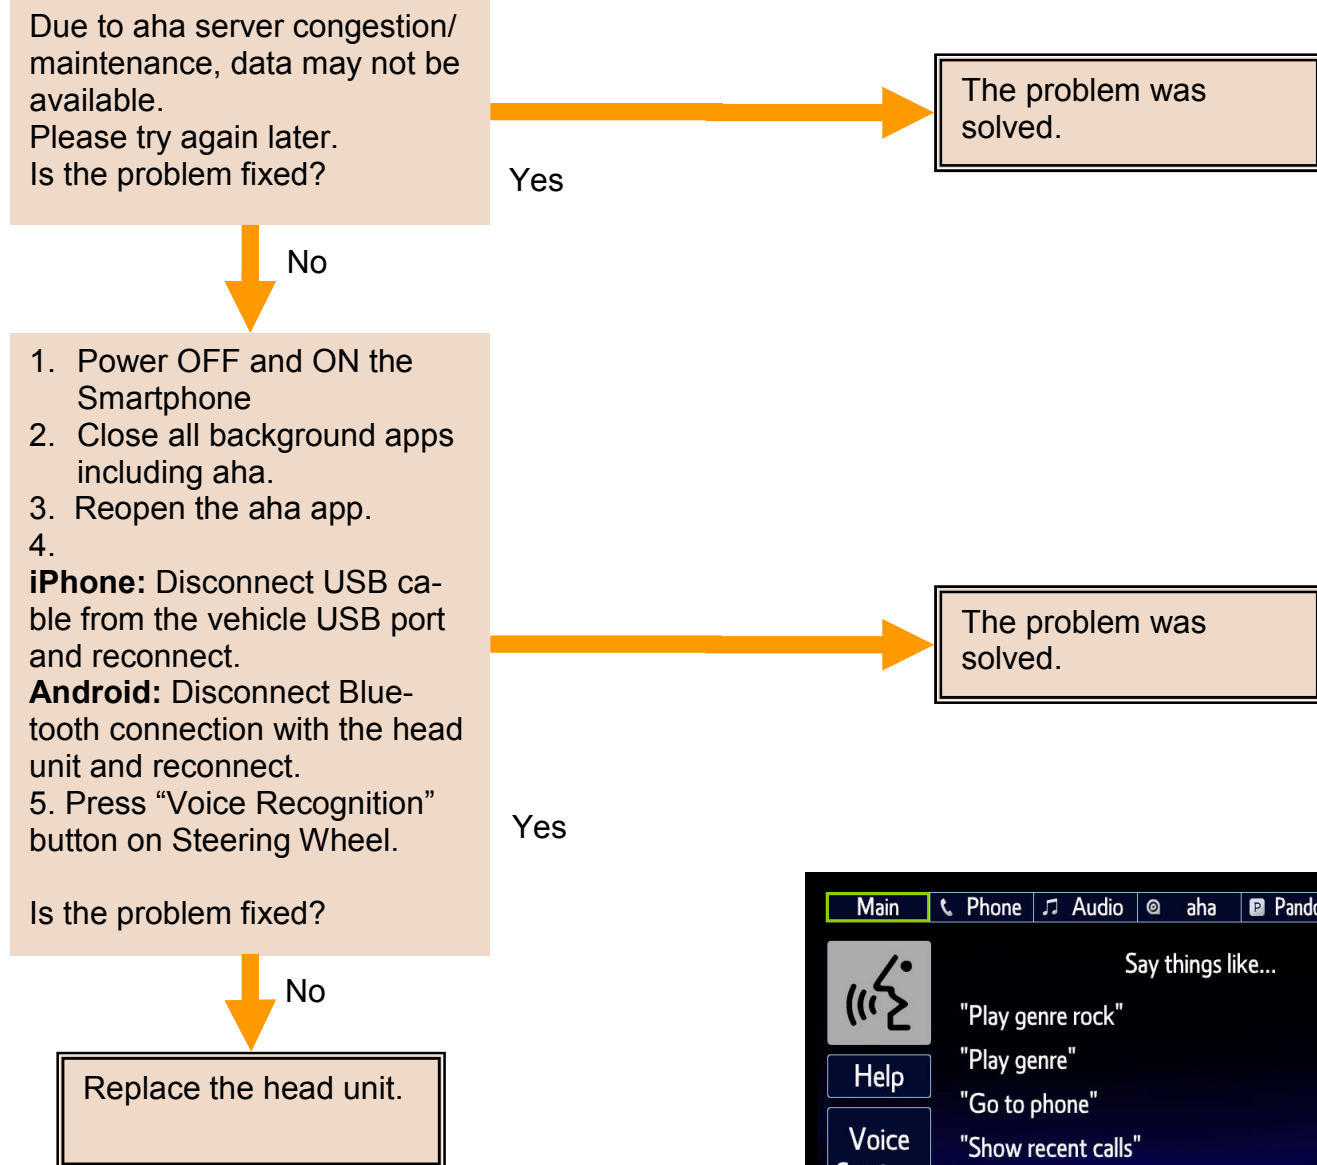 Due to aha server congestion/
maintenance, data may not be
available.
Please try again later.
Is the problem fixed?
Yes
The problem was
solved.
No
1. Power OFF and ON the
Smartphone
2. Close all background apps
including aha.
3. Reopen the aha app.
4.
iPhone: Disconnect USB ca-
ble from the vehicle USB port
and reconnect.
Android: Disconnect Blue-
tooth connection with the head
unit and reconnect.
5. Press “Voice Recognition”
button on Steering Wheel.
Is the problem fixed?
Yes
The problem was
solved.
No
Replace the head unit.
Main Phone Audio aha
Say things like...
"Play genre rock"
"Play genre"
"Go to phone"
"Show recent calls"
Help
Voice